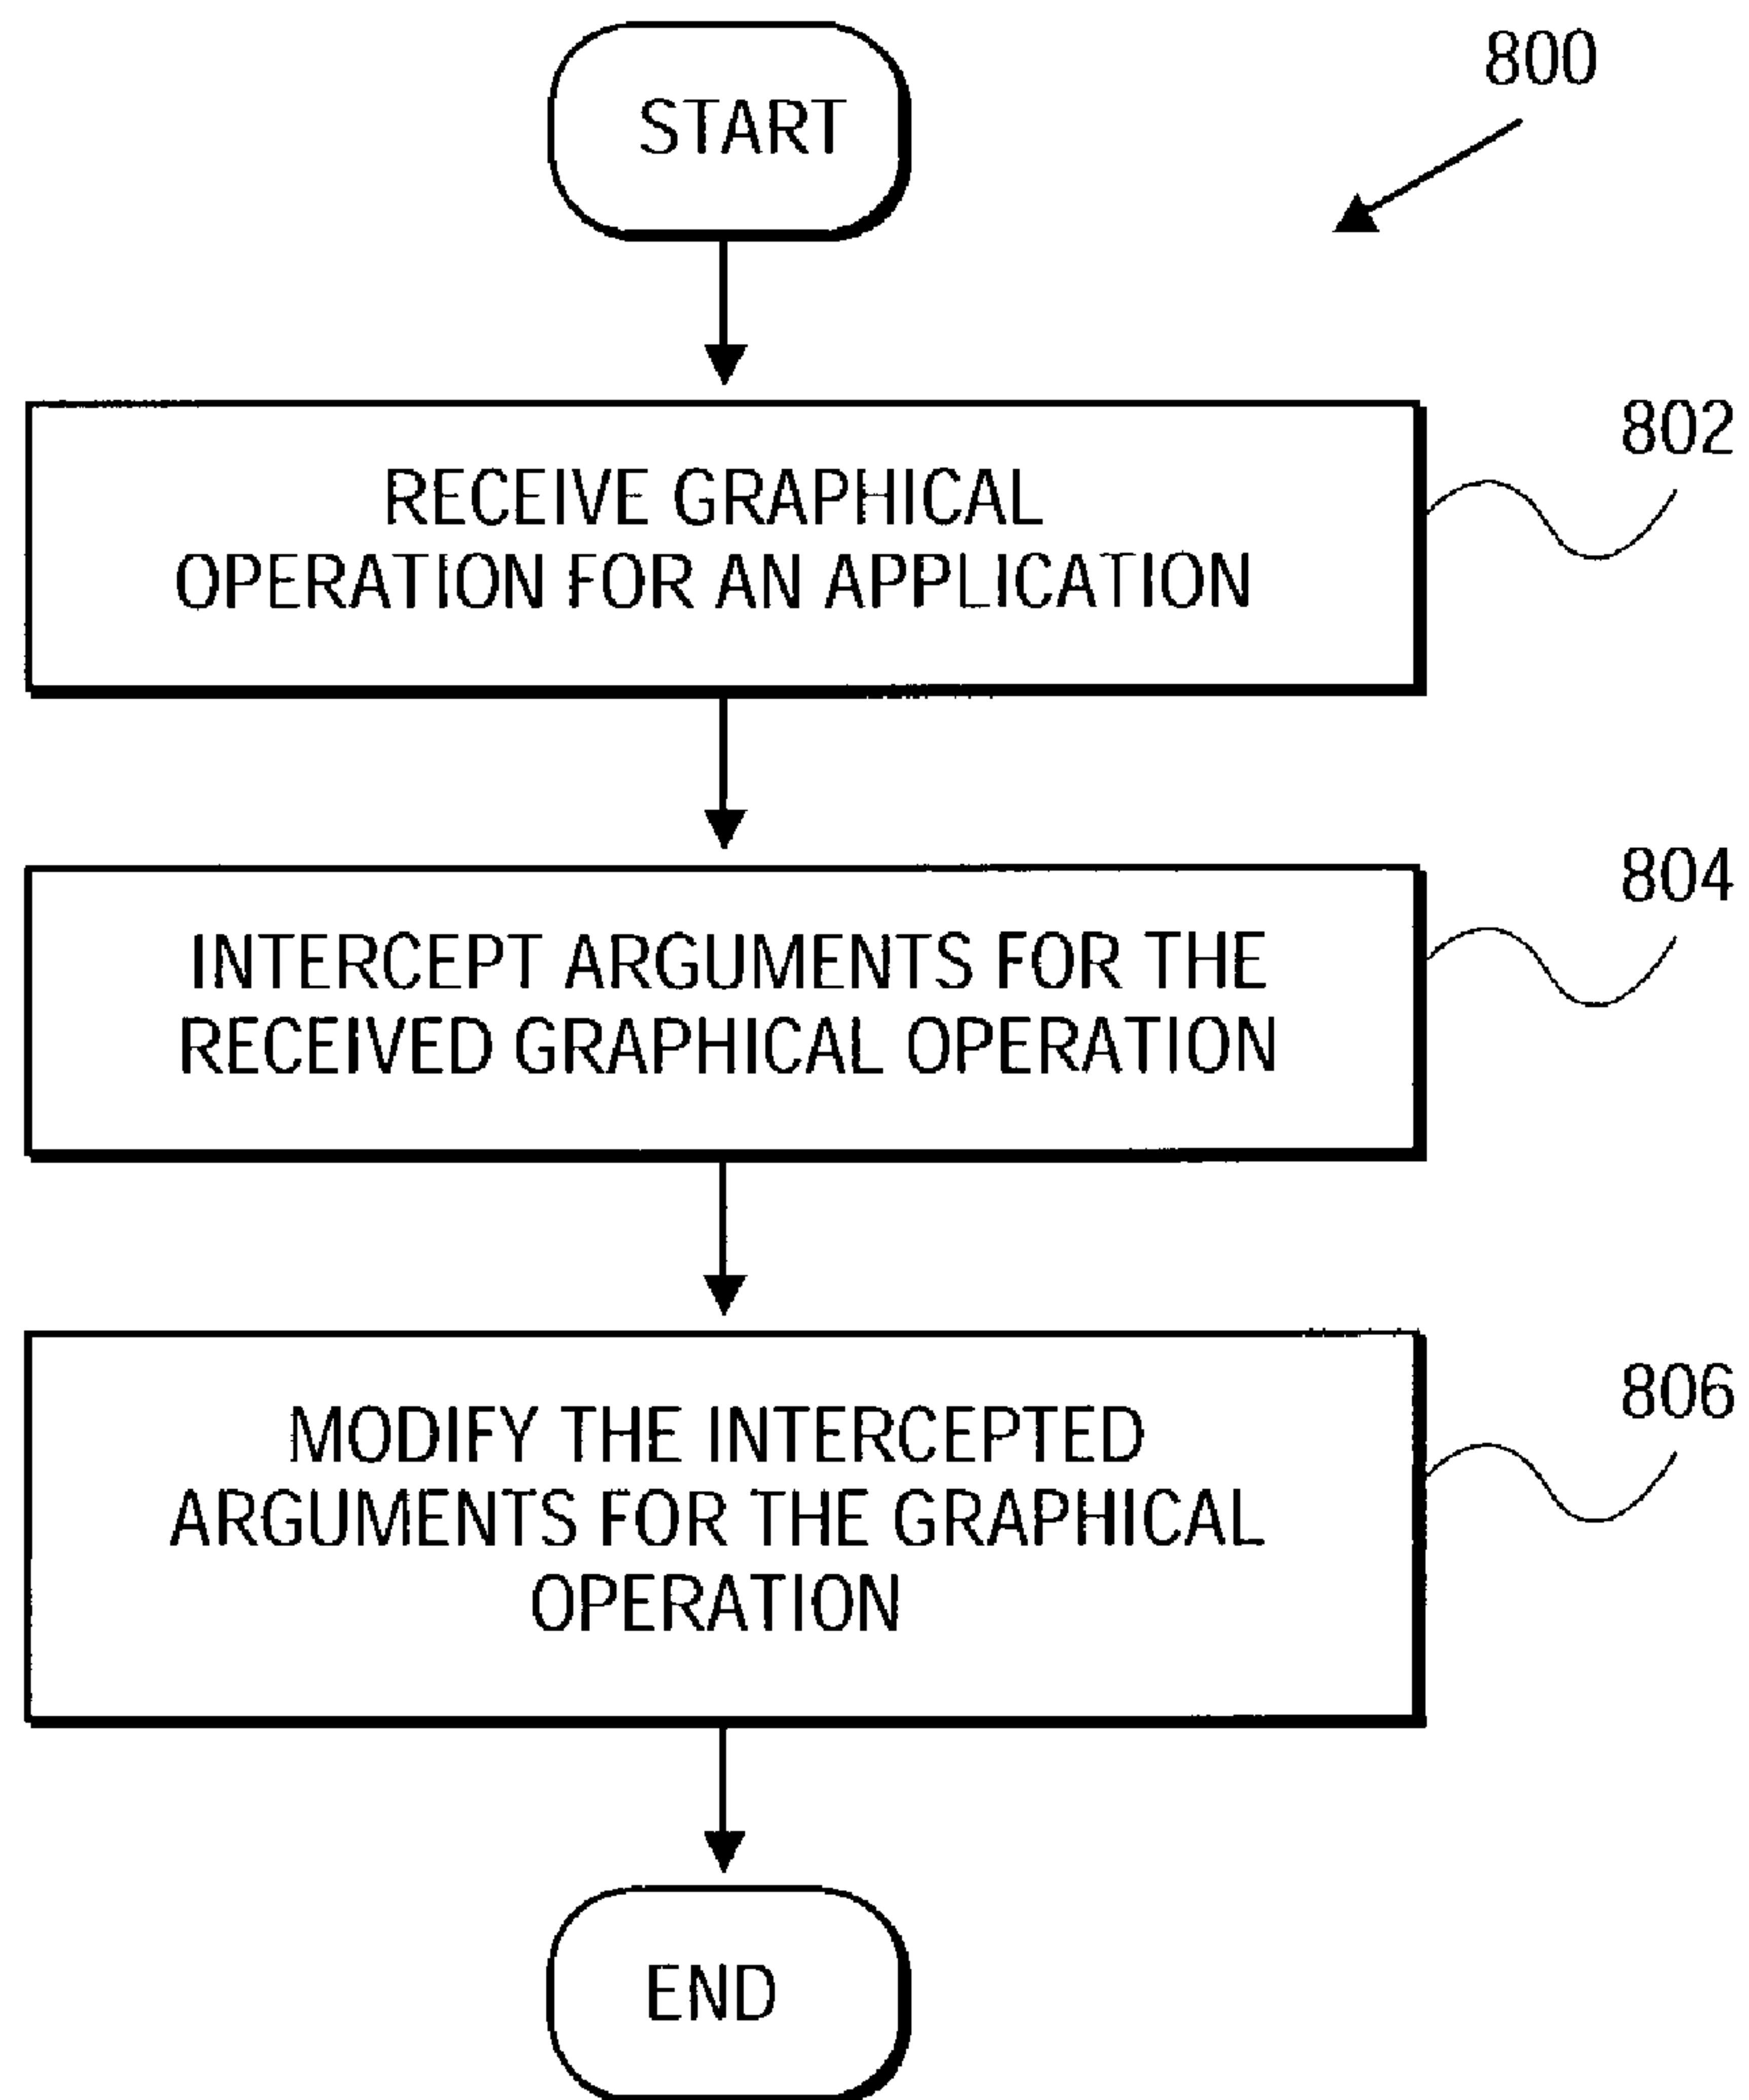 START
800
802
RECEIVE GRAPHICAL
OPERATION FOR AN APPLICATION
804
INTERCEPT ARGUMENTS FOR THE
RECEIVED GRAPHICAL OPERATION
806
MODIFY THE INTERCEPTED
ARGUMENTS FOR THE GRAPHICAL
OPERATION
END